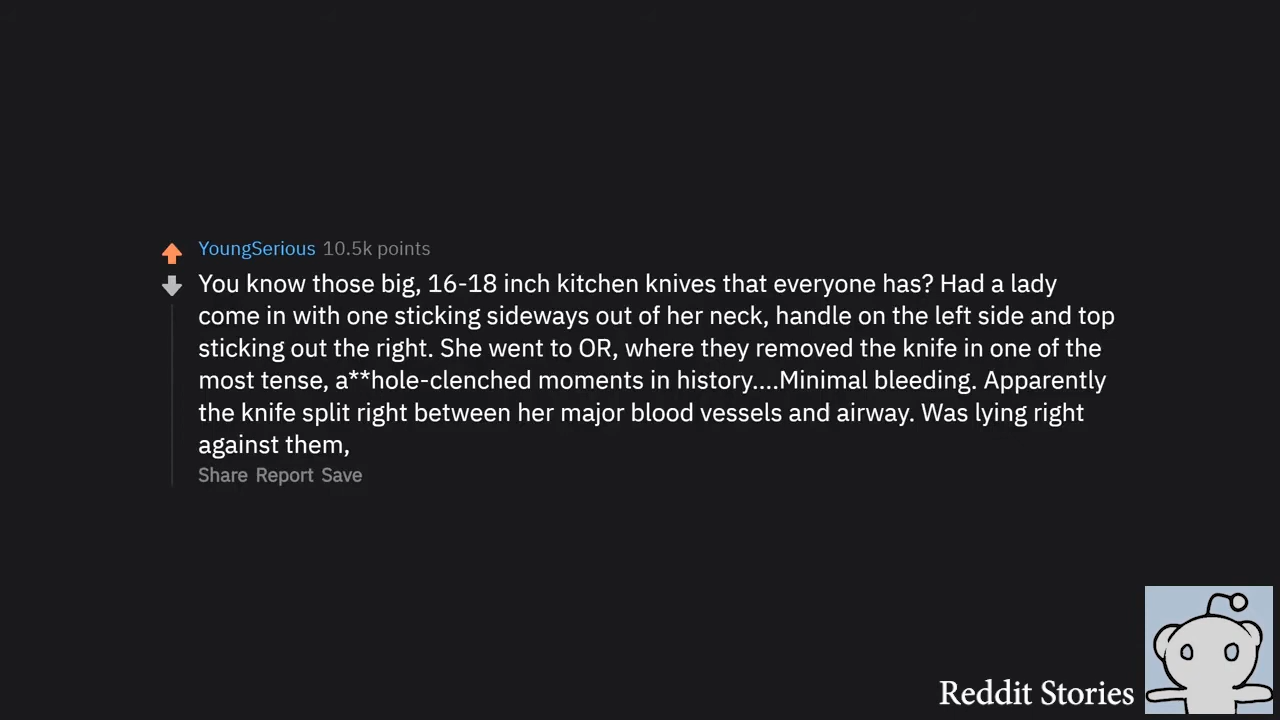 YoungSerious 10.5k points
You know those big, 16-18 inch kitchen knives that everyone has? Had a lady
come in with one sticking sideways out of her neck, handle on the left side and top
sticking out the right. She went to OR, where they removed the knife in one of the
most tense, a**hole-clenched moments in history....Minimal bleeding. Apparently
the knife split right between her major blood vessels and airway. Was lying right
against them,
Share Report Save
Reddit Stories